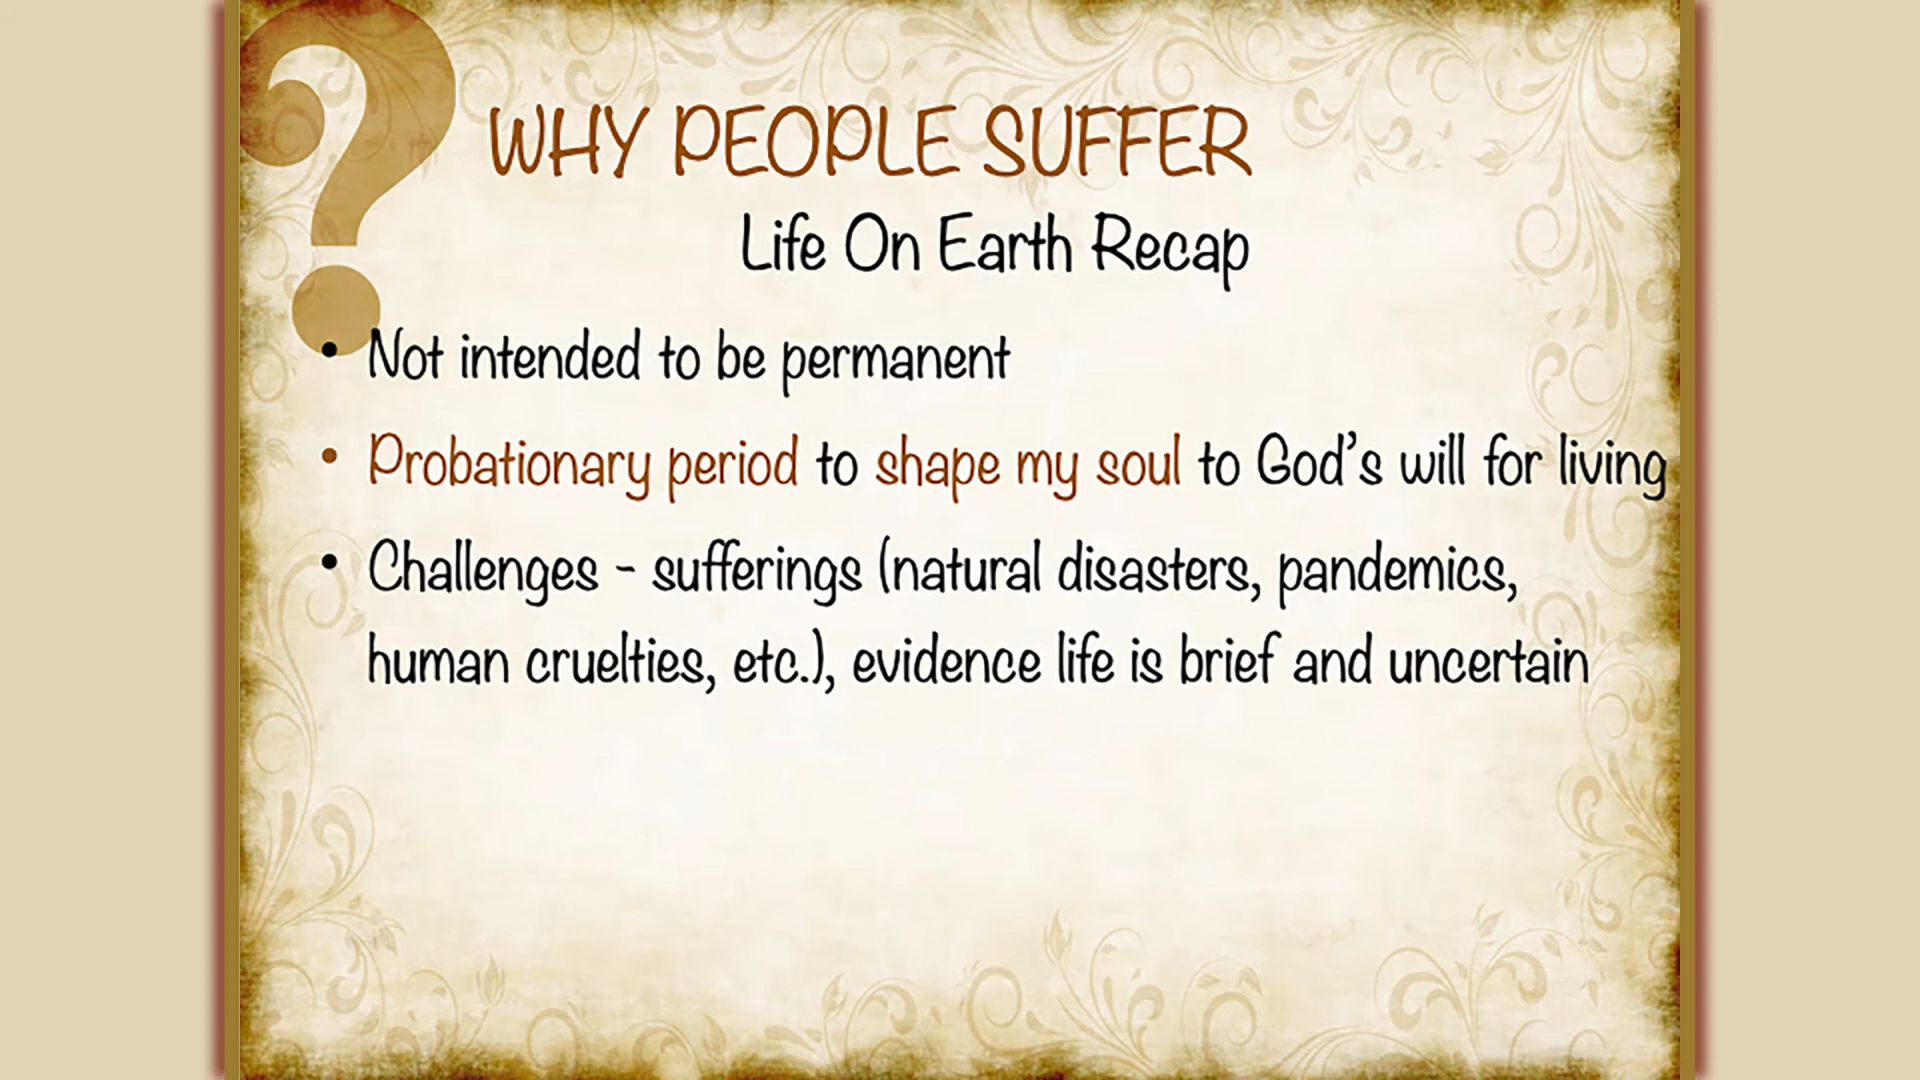 ?
WHY PEOPLE SUFFER
Life On Earth Recap
• Not intended to be permanent
• Probationary period to shape my soul to God's will for living
• Challenges - sufferings (natural disasters, pandemics,
human cruelties, etc.), evidence life is brief and uncertain